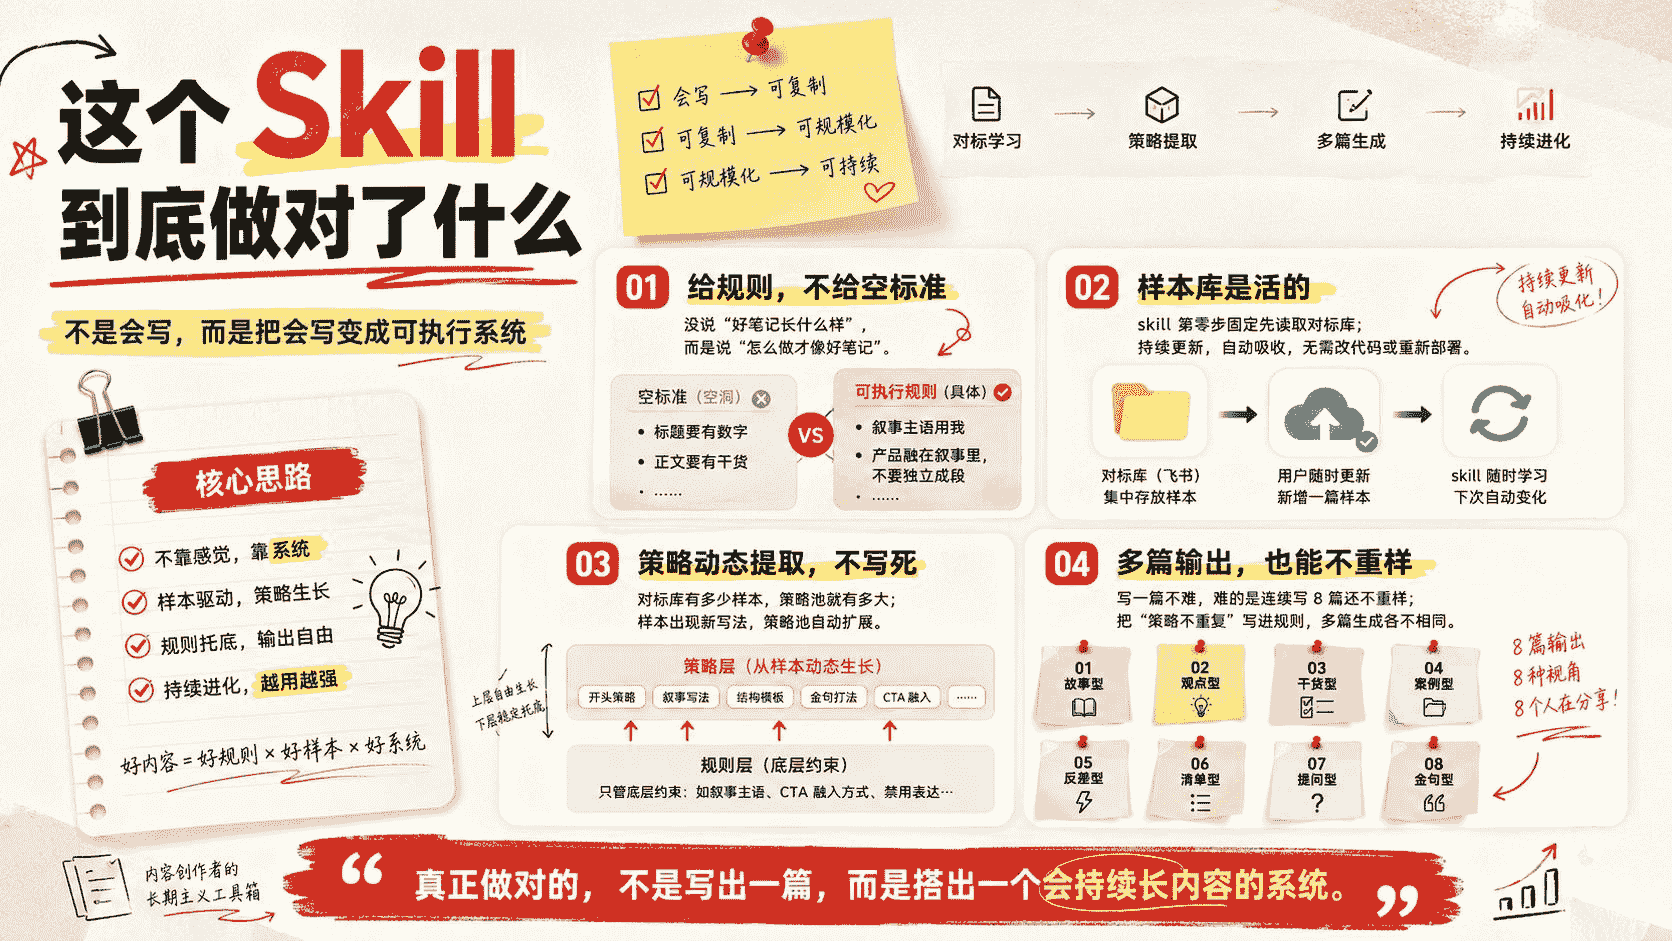 这个 Skill
到底做对了什么
不是会写，而是把会写变成可执行系统
会写 → 可复制
可复制 → 可规模化
可规模化 → 可持续
对标学习 → 策略提取 → 多篇生成 → 持续进化
核心思路
不靠感觉，靠系统
样本驱动，策略生长
规则托底，输出自由
持续进化，越用越强
好内容 = 好规则 × 好样本 × 好系统
01 给规则，不给空标准
没说“好笔记长什么样”，
而是说“怎么做才像好笔记”。
空标准（空洞）
• 标题要有数字
• 正文要有干货
• ……
VS
可执行规则（具体）
• 叙事主语用我
• 产品融在叙事里，
不要独立成段
• ……
02 样本库是活的
持续更新
自动吸化！
skill 第零步固定先读取对标库；
持续更新，自动吸收，无需改代码或重新部署。
对标库（飞书）
集中存放样本
用户随时更新
新增一篇样本
skill 随时学习
下次自动变化
03 策略动态提取，不写死
对标库有多少样本，策略池就有多大；
样本出现新写法，策略池自动扩展。
上层自由生长
下层稳定托底
策略层（从样本动态生长）
开头策略 叙事写法 结构模板 金句打法 CTA 融入 ……
规则层（底层约束）
只管底层约束：如叙事主语、CTA 融入方式、禁用表达…
04 多篇输出，也能不重样
写一篇不难，难的是连续写 8 篇还不重样；
把“策略不重复”写进规则，多篇生成各不相同。
01
故事型
02
观点型
03
干货型
04
案例型
05
反差型
06
清单型
07
提问型
?
08
金句型
8 篇输出
8 种视角
8 个人在分享！
内容创作者的
长期主义工具箱
“真正做对的，不是写出一篇，而是搭出一个会持续长内容的系统。”